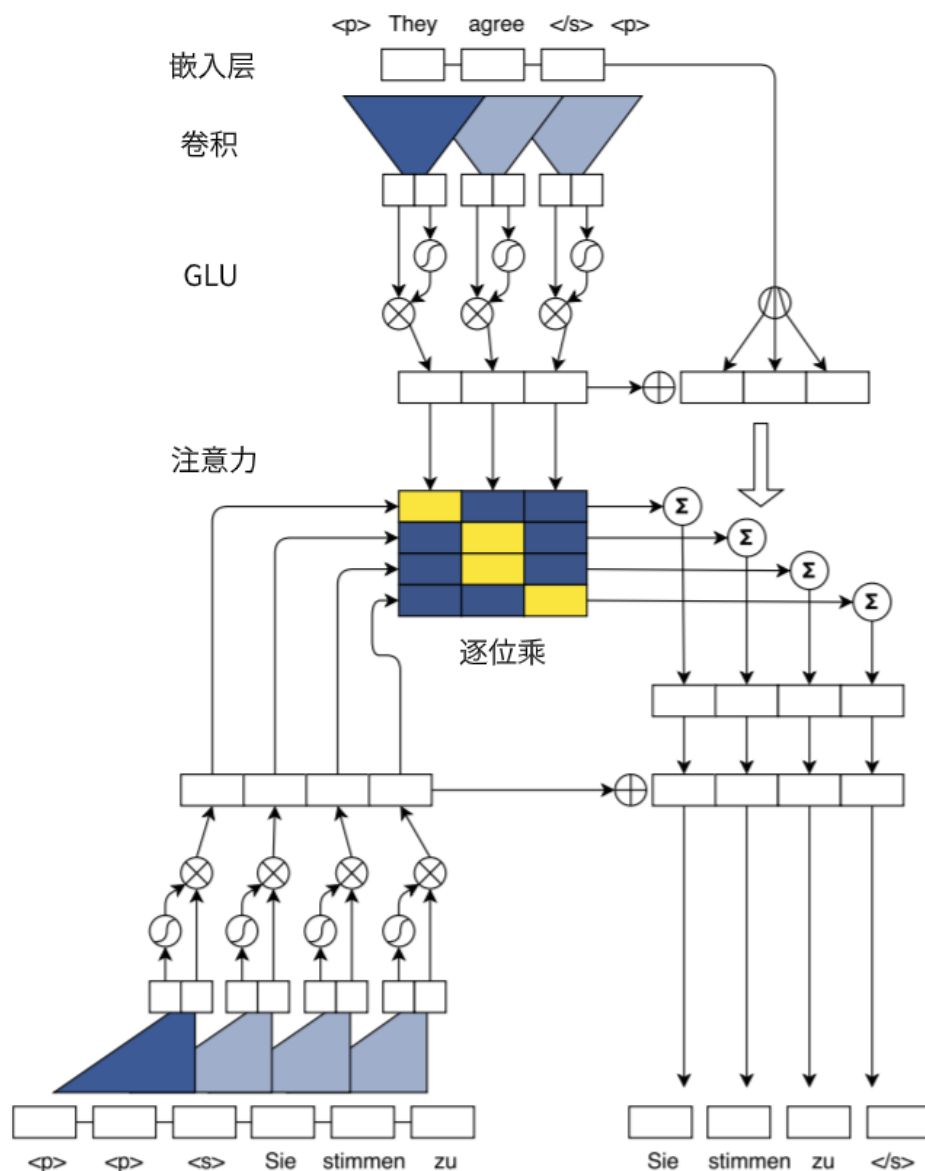 <p> They agree </s> <p>
嵌入层
卷积
GLU
注意力
Σ
Σ
Σ
Σ
逐位乘
<p> <p> <s> Sie stimmen zu
Sie stimmen zu </s>